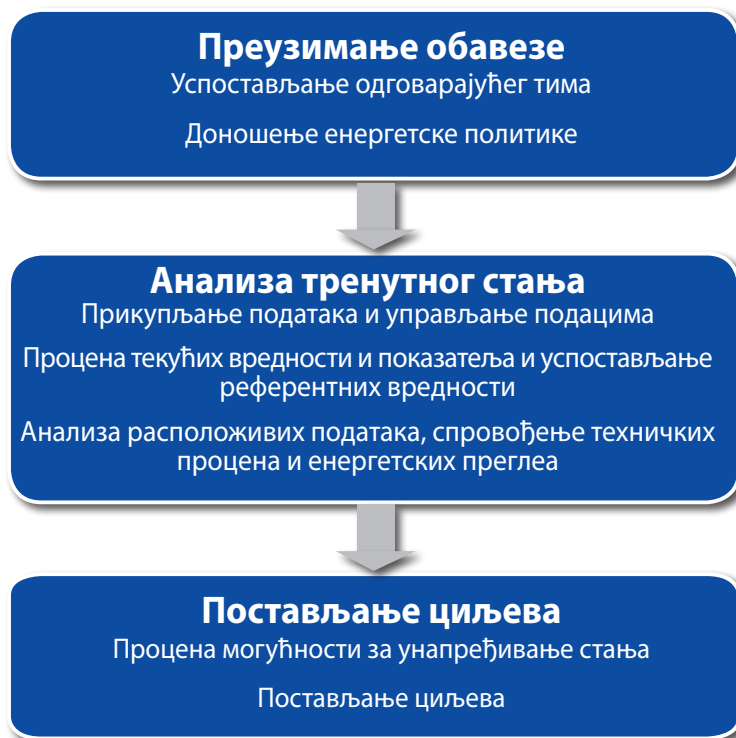 Преузимање обавезе
Успостављање одговарајућег тима
Доношење енергетске политике
Анализа тренутног стања
Прикупљање података и управљање подацима
Процена текућих вредности и показатеља и успостављање
референтних вредности
Анализа расположивих података, спровођење техничких
процена и енергетских преглеа
Постављање циљева
Процена могућности за унапређивање стања
Постављање циљева